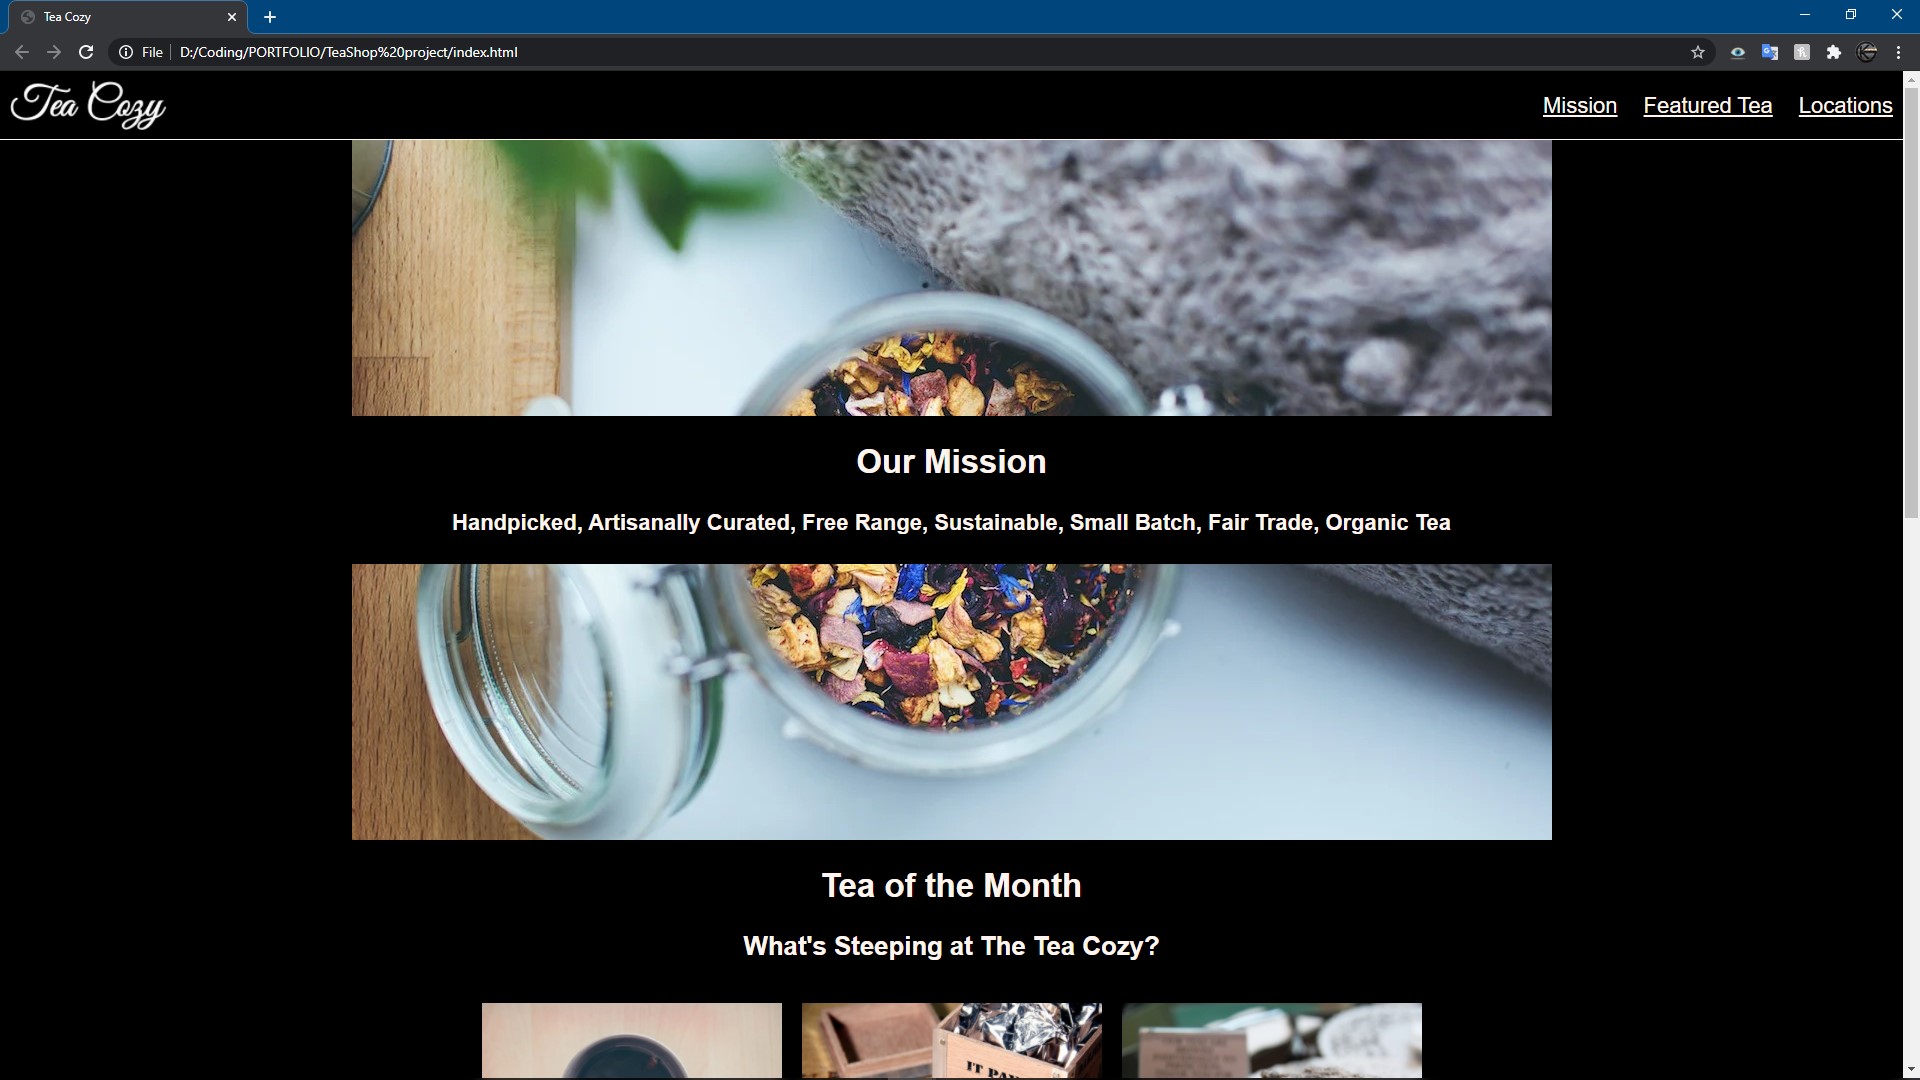 Tea Cozy
File D:/Coding/PORTFOLIO/TeaShop%20project/index.html
Tea Cozy
Mission Featured Tea Locations
Our Mission
Handpicked, Artisanally Curated, Free Range, Sustainable, Small Batch, Fair Trade, Organic Tea
Tea of the Month
What's Steeping at The Tea Cozy?
IT